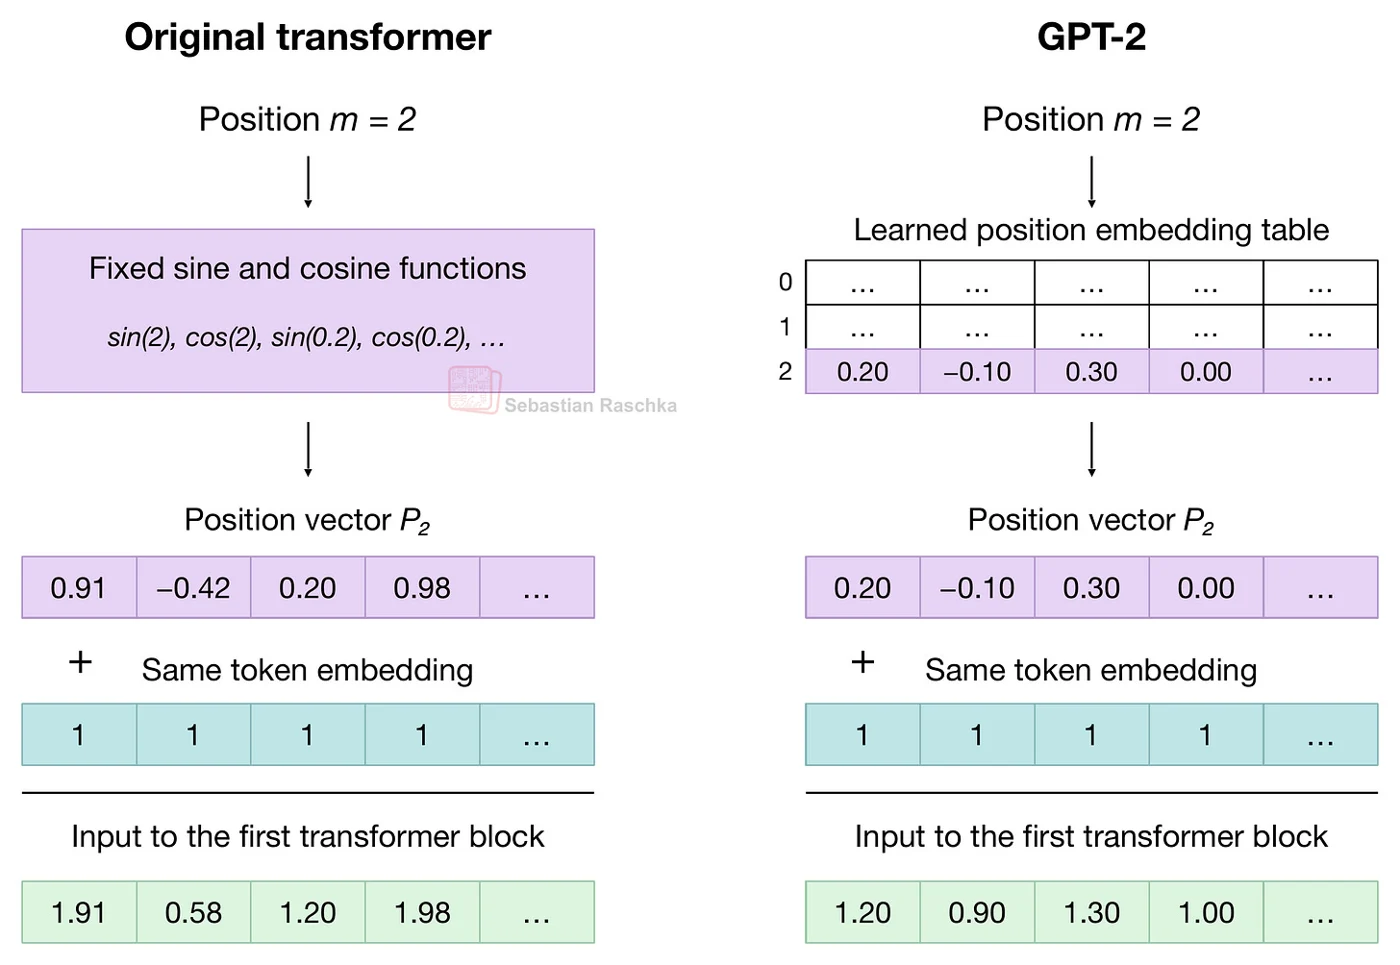 Original transformer
Position m = 2
Fixed sine and cosine functions
sin(2), cos(2), sin(0.2), cos(0.2), ...
Sebastian Raschka
Position vector P₂
0.91 −0.42 0.20 0.98 ...
+ Same token embedding
1 1 1 1 ...
Input to the first transformer block
1.91 0.58 1.20 1.98 ...
GPT-2
Position m = 2
Learned position embedding table
0 ... ... ... ... ...
1 ... ... ... ... ...
2 0.20 −0.10 0.30 0.00 ...
Position vector P₂
0.20 −0.10 0.30 0.00 ...
+ Same token embedding
1 1 1 1 ...
Input to the first transformer block
1.20 0.90 1.30 1.00 ...